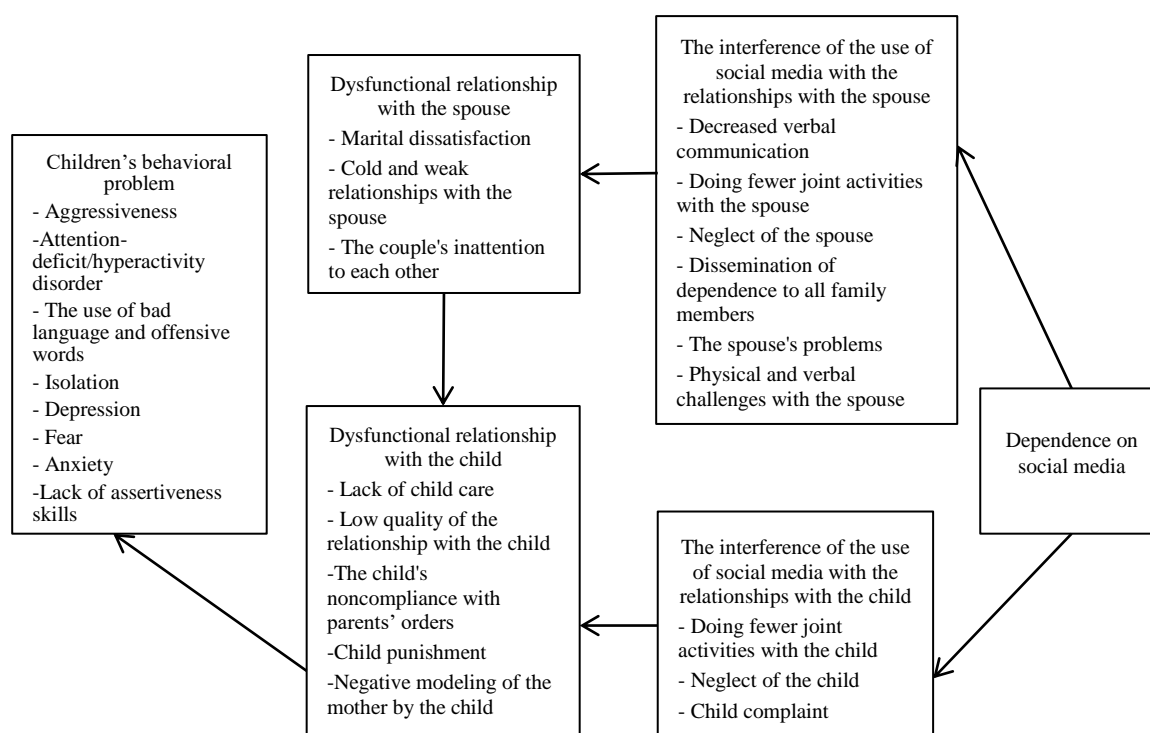 Children's behavioral
problem
- Aggressiveness
-Attention-
deficit/hyperactivity
disorder
- The use of bad
language and offensive
words
- Isolation
- Depression
- Fear
- Anxiety
-Lack of assertiveness
skills
Dysfunctional relationship
with the spouse
- Marital dissatisfaction
- Cold and weak
relationships with the
spouse
- The couple's inattention
to each other
Dysfunctional relationship
with the child
- Lack of child care
- Low quality of the
relationship with the child
-The child's
noncompliance with
parents' orders
-Child punishment
-Negative modeling of the
mother by the child
The interference of the use of
social media with the
relationships with the spouse
- Decreased verbal
communication
- Doing fewer joint activities
with the spouse
- Neglect of the spouse
- Dissemination of
dependence to all family
members
- The spouse's problems
- Physical and verbal
challenges with the spouse
The interference of the use
of social media with the
relationships with the child
- Doing fewer joint
activities with the child
- Neglect of the child
- Child complaint
Dependence on
social media